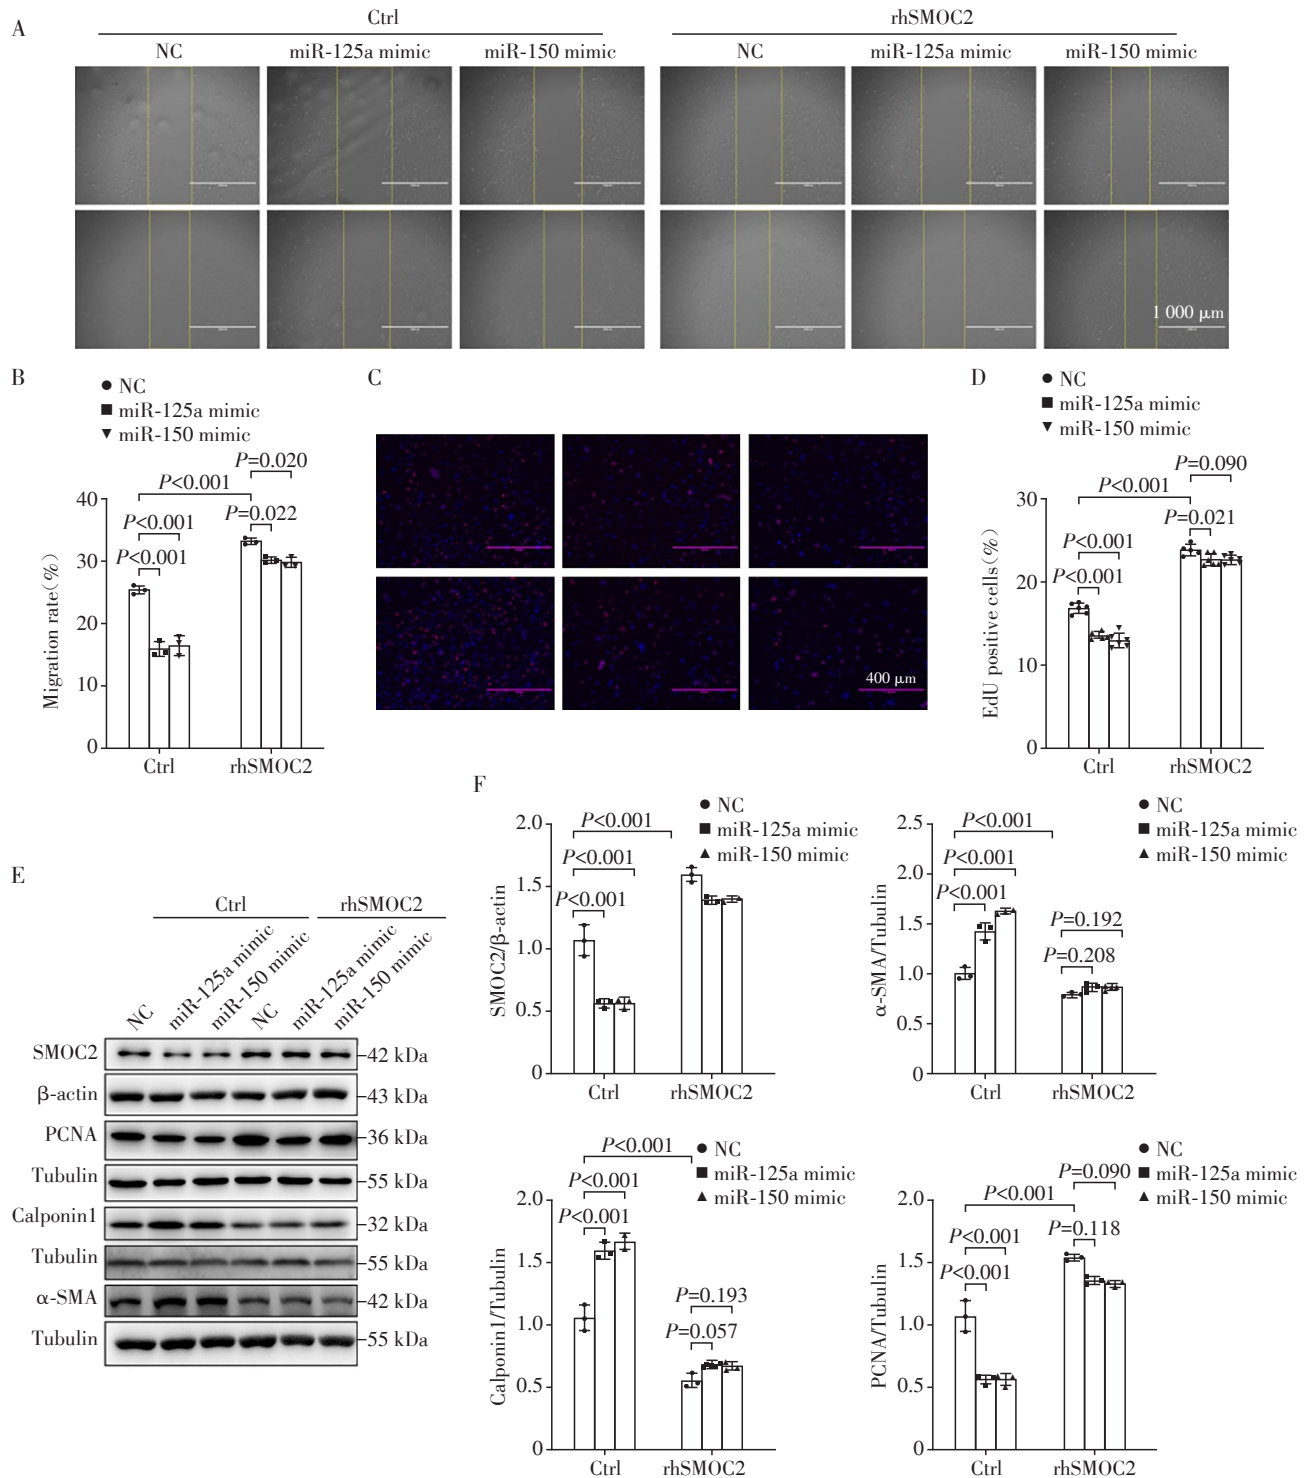 A
Ctrl
rhSMOC2
NC
miR-125a mimic
miR-150 mimic
NC
miR-125a mimic
miR-150 mimic
1 000 μm
B
NC
miR-125a mimic
miR-150 mimic
P=0.020
P<0.001
P=0.022
P<0.001
P<0.001
Migration rate(%)
40
30
20
10
0
Ctrl
rhSMOC2
C
400 μm
D
NC
miR-125a mimic
miR-150 mimic
P=0.090
P<0.001
P=0.021
P<0.001
P<0.001
EdU positive cells(%)
30
20
10
0
Ctrl
rhSMOC2
E
Ctrl
rhSMOC2
NC
miR-125a mimic
miR-150 mimic
NC
miR-125a mimic
miR-150 mimic
SMOC2
42 kDa
β-actin
43 kDa
PCNA
36 kDa
Tubulin
55 kDa
Calponin1
32 kDa
Tubulin
55 kDa
α-SMA
42 kDa
Tubulin
55 kDa
F
NC
miR-125a mimic
miR-150 mimic
P<0.001
P<0.001
P<0.001
SMOC2/β-actin
2.0
1.5
1.0
0.5
0
Ctrl
rhSMOC2
NC
miR-125a mimic
miR-150 mimic
P<0.001
P<0.001
P<0.001
P=0.192
P=0.208
α-SMA/Tubulin
2.5
2.0
1.5
1.0
0.5
0
Ctrl
rhSMOC2
NC
miR-125a mimic
miR-150 mimic
P<0.001
P<0.001
P<0.001
P=0.193
P=0.057
Calponin1/Tubulin
2.0
1.5
1.0
0.5
0
Ctrl
rhSMOC2
NC
miR-125a mimic
miR-150 mimic
P=0.090
P<0.001
P=0.118
P<0.001
P<0.001
PCNA/Tubulin
2.0
1.5
1.0
0.5
0
Ctrl
rhSMOC2